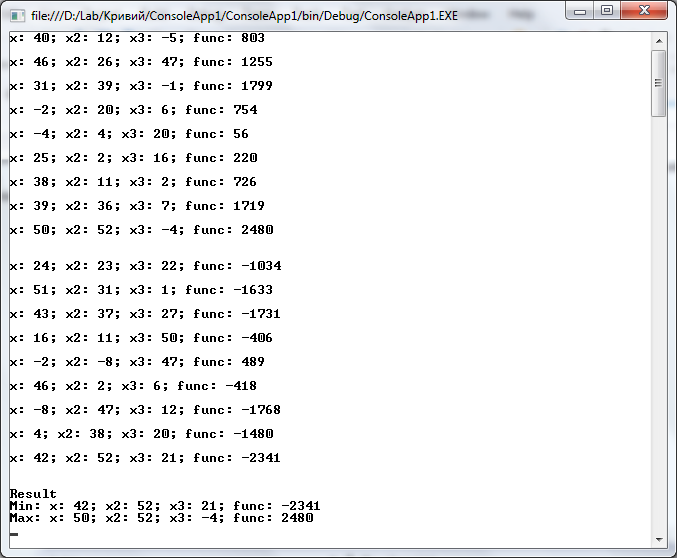 file:///D:/Lab/Кривий/ConsoleApp1/ConsoleApp1/bin/Debug/ConsoleApp1.EXE
x: 40; x2: 12; x3: -5; func: 803
x: 46; x2: 26; x3: 47; func: 1255
x: 31; x2: 39; x3: -1; func: 1799
x: -2; x2: 20; x3: 6; func: 754
x: -4; x2: 4; x3: 20; func: 56
x: 25; x2: 2; x3: 16; func: 220
x: 38; x2: 11; x3: 2; func: 726
x: 39; x2: 36; x3: 7; func: 1719
x: 50; x2: 52; x3: -4; func: 2480
x: 24; x2: 23; x3: 22; func: -1034
x: 51; x2: 31; x3: 1; func: -1633
x: 43; x2: 37; x3: 27; func: -1731
x: 16; x2: 11; x3: 50; func: -406
x: -2; x2: -8; x3: 47; func: 489
x: 46; x2: 2; x3: 6; func: -418
x: -8; x2: 47; x3: 12; func: -1768
x: 4; x2: 38; x3: 20; func: -1480
x: 42; x2: 52; x3: 21; func: -2341
Result
Min: x: 42; x2: 52; x3: 21; func: -2341
Max: x: 50; x2: 52; x3: -4; func: 2480